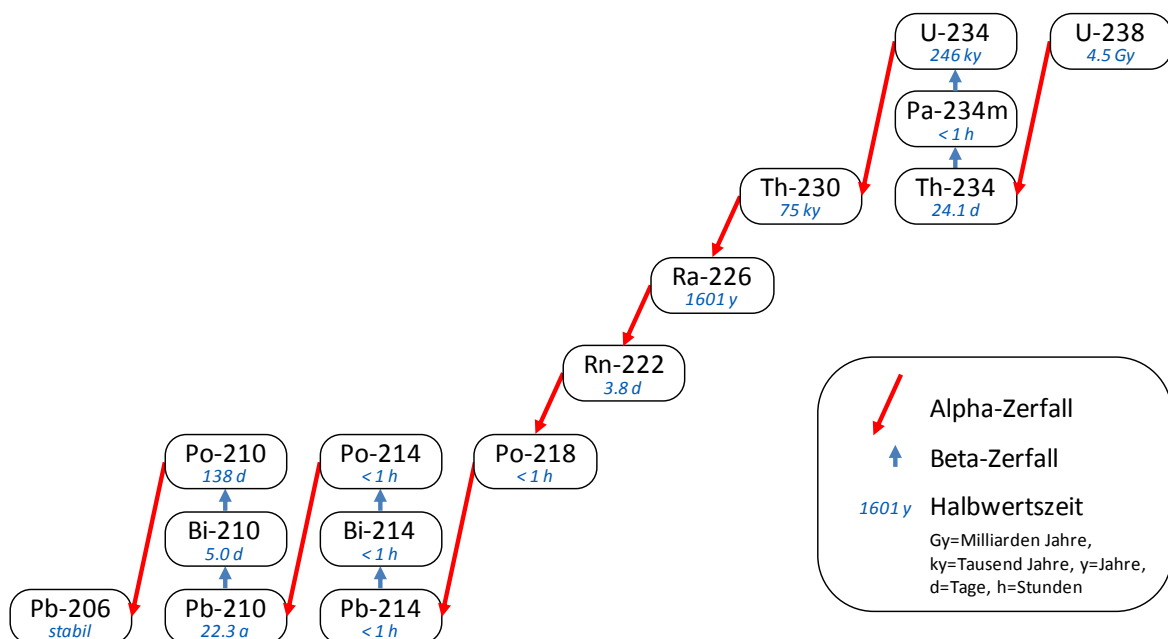 U-234
246 ky
U-238
4.5 Gy
Pa-234m
< 1 h
Th-230
75 ky
Th-234
24.1 d
Ra-226
1601 y
Rn-222
3.8 d
Po-210
138 d
Po-214
< 1 h
Po-218
< 1 h
Bi-210
5.0 d
Bi-214
< 1 h
Pb-206
stabil
Pb-210
22.3 a
Pb-214
< 1 h
Alpha-Zerfall
Beta-Zerfall
1601 y Halbwertszeit
Gy=Milliarden Jahre,
ky=Tausend Jahre, y=Jahre,
d=Tage, h=Stunden